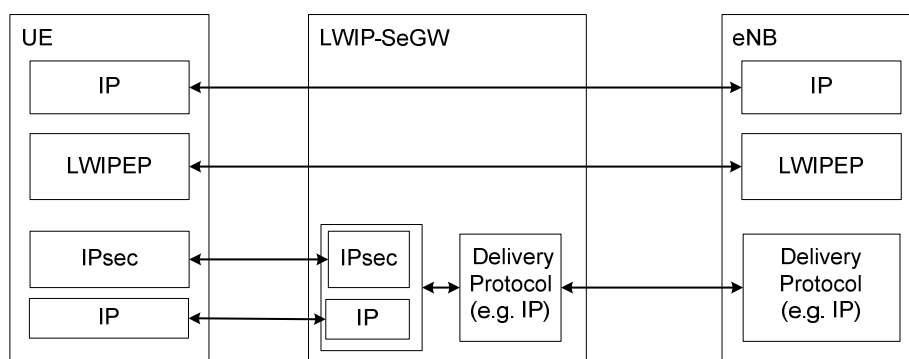 UE
LWIP-SeGW
eNB
IP
IP
LWIPEP
LWIPEP
IPsec
IPsec
Delivery
Protocol
(e.g. IP)
Delivery
Protocol
(e.g. IP)
IP
IP